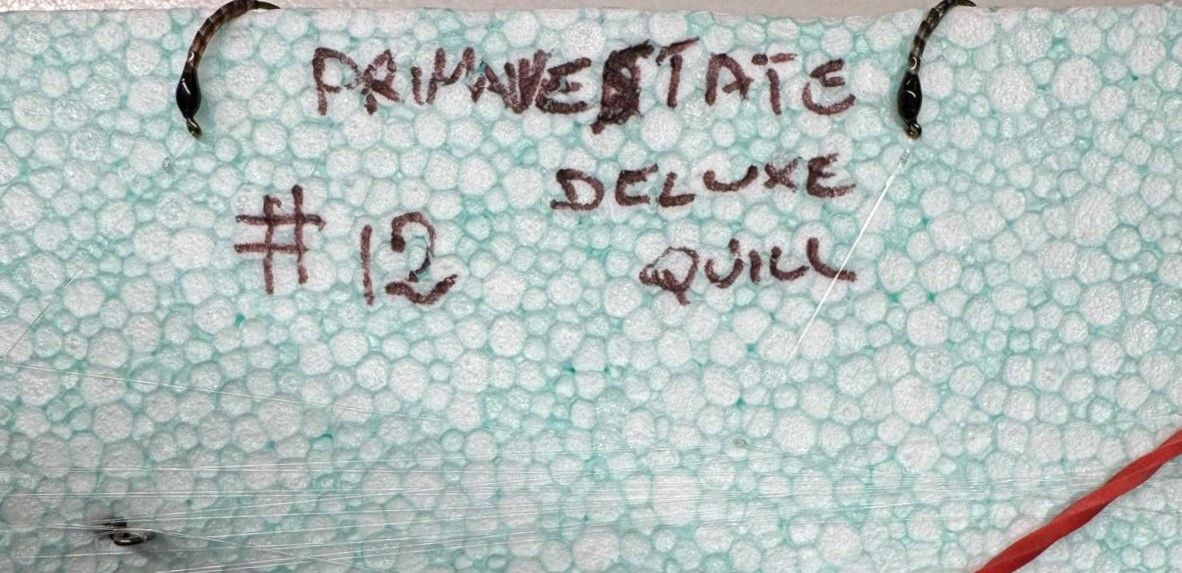 PRIMAVESTATE
DELUXE
# 12 QUILL